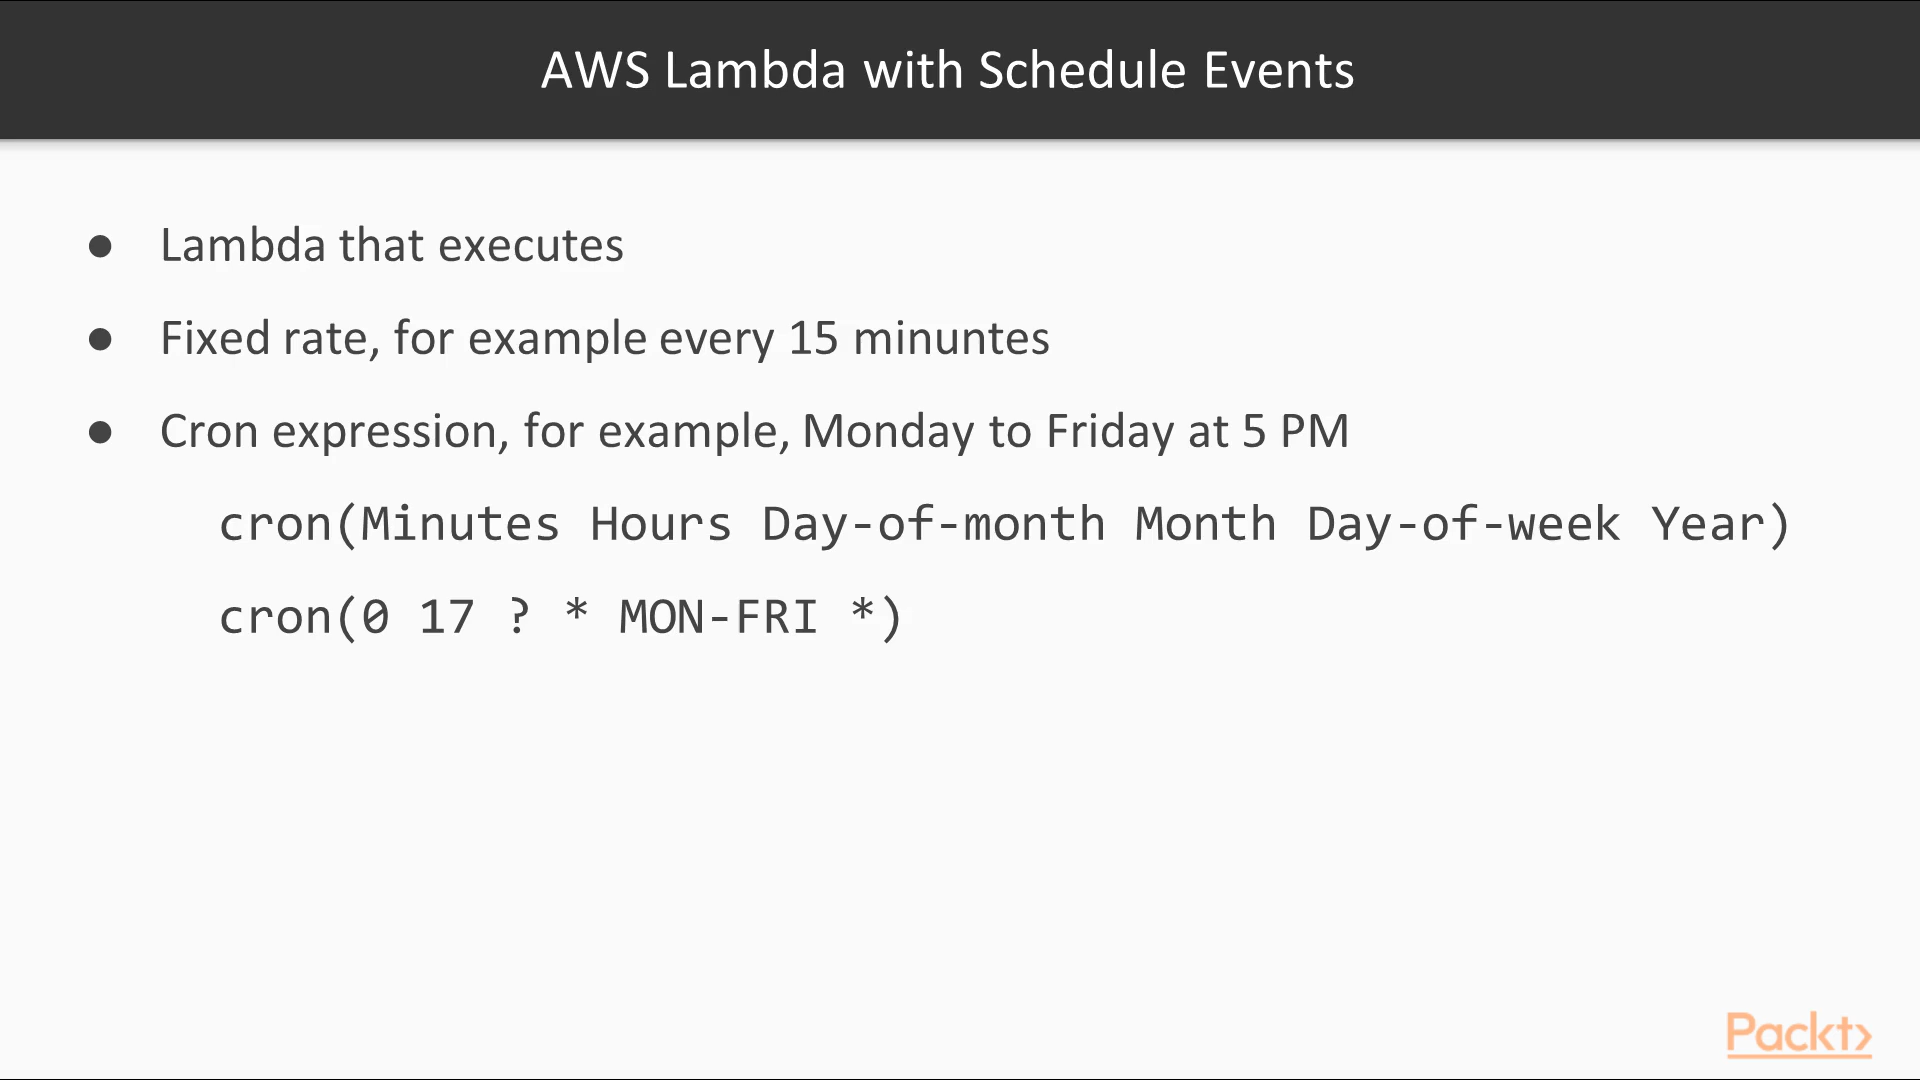 AWS Lambda with Schedule Events
● Lambda that executes
● Fixed rate, for example every 15 minuntes
● Cron expression, for example, Monday to Friday at 5 PM
cron(Minutes Hours Day-of-month Month Day-of-week Year)
cron(0 17 ? * MON-FRI *)
Packt>